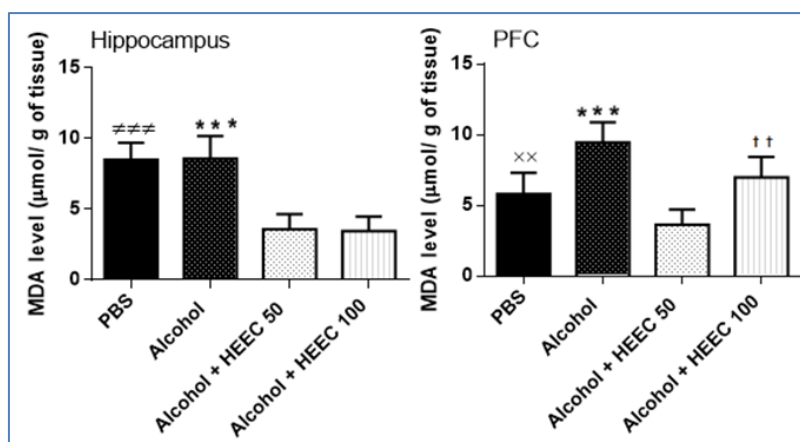 Hippocampus
MDA level (µmol/ g of tissue)
15
10
5
0
≠≠≠
***
PBS
Alcohol
Alcohol + HEEC 50
Alcohol + HEEC 100
PFC
MDA level (µmol/ g of tissue)
15
10
5
0
××
***
††
PBS
Alcohol
Alcohol + HEEC 50
Alcohol + HEEC 100